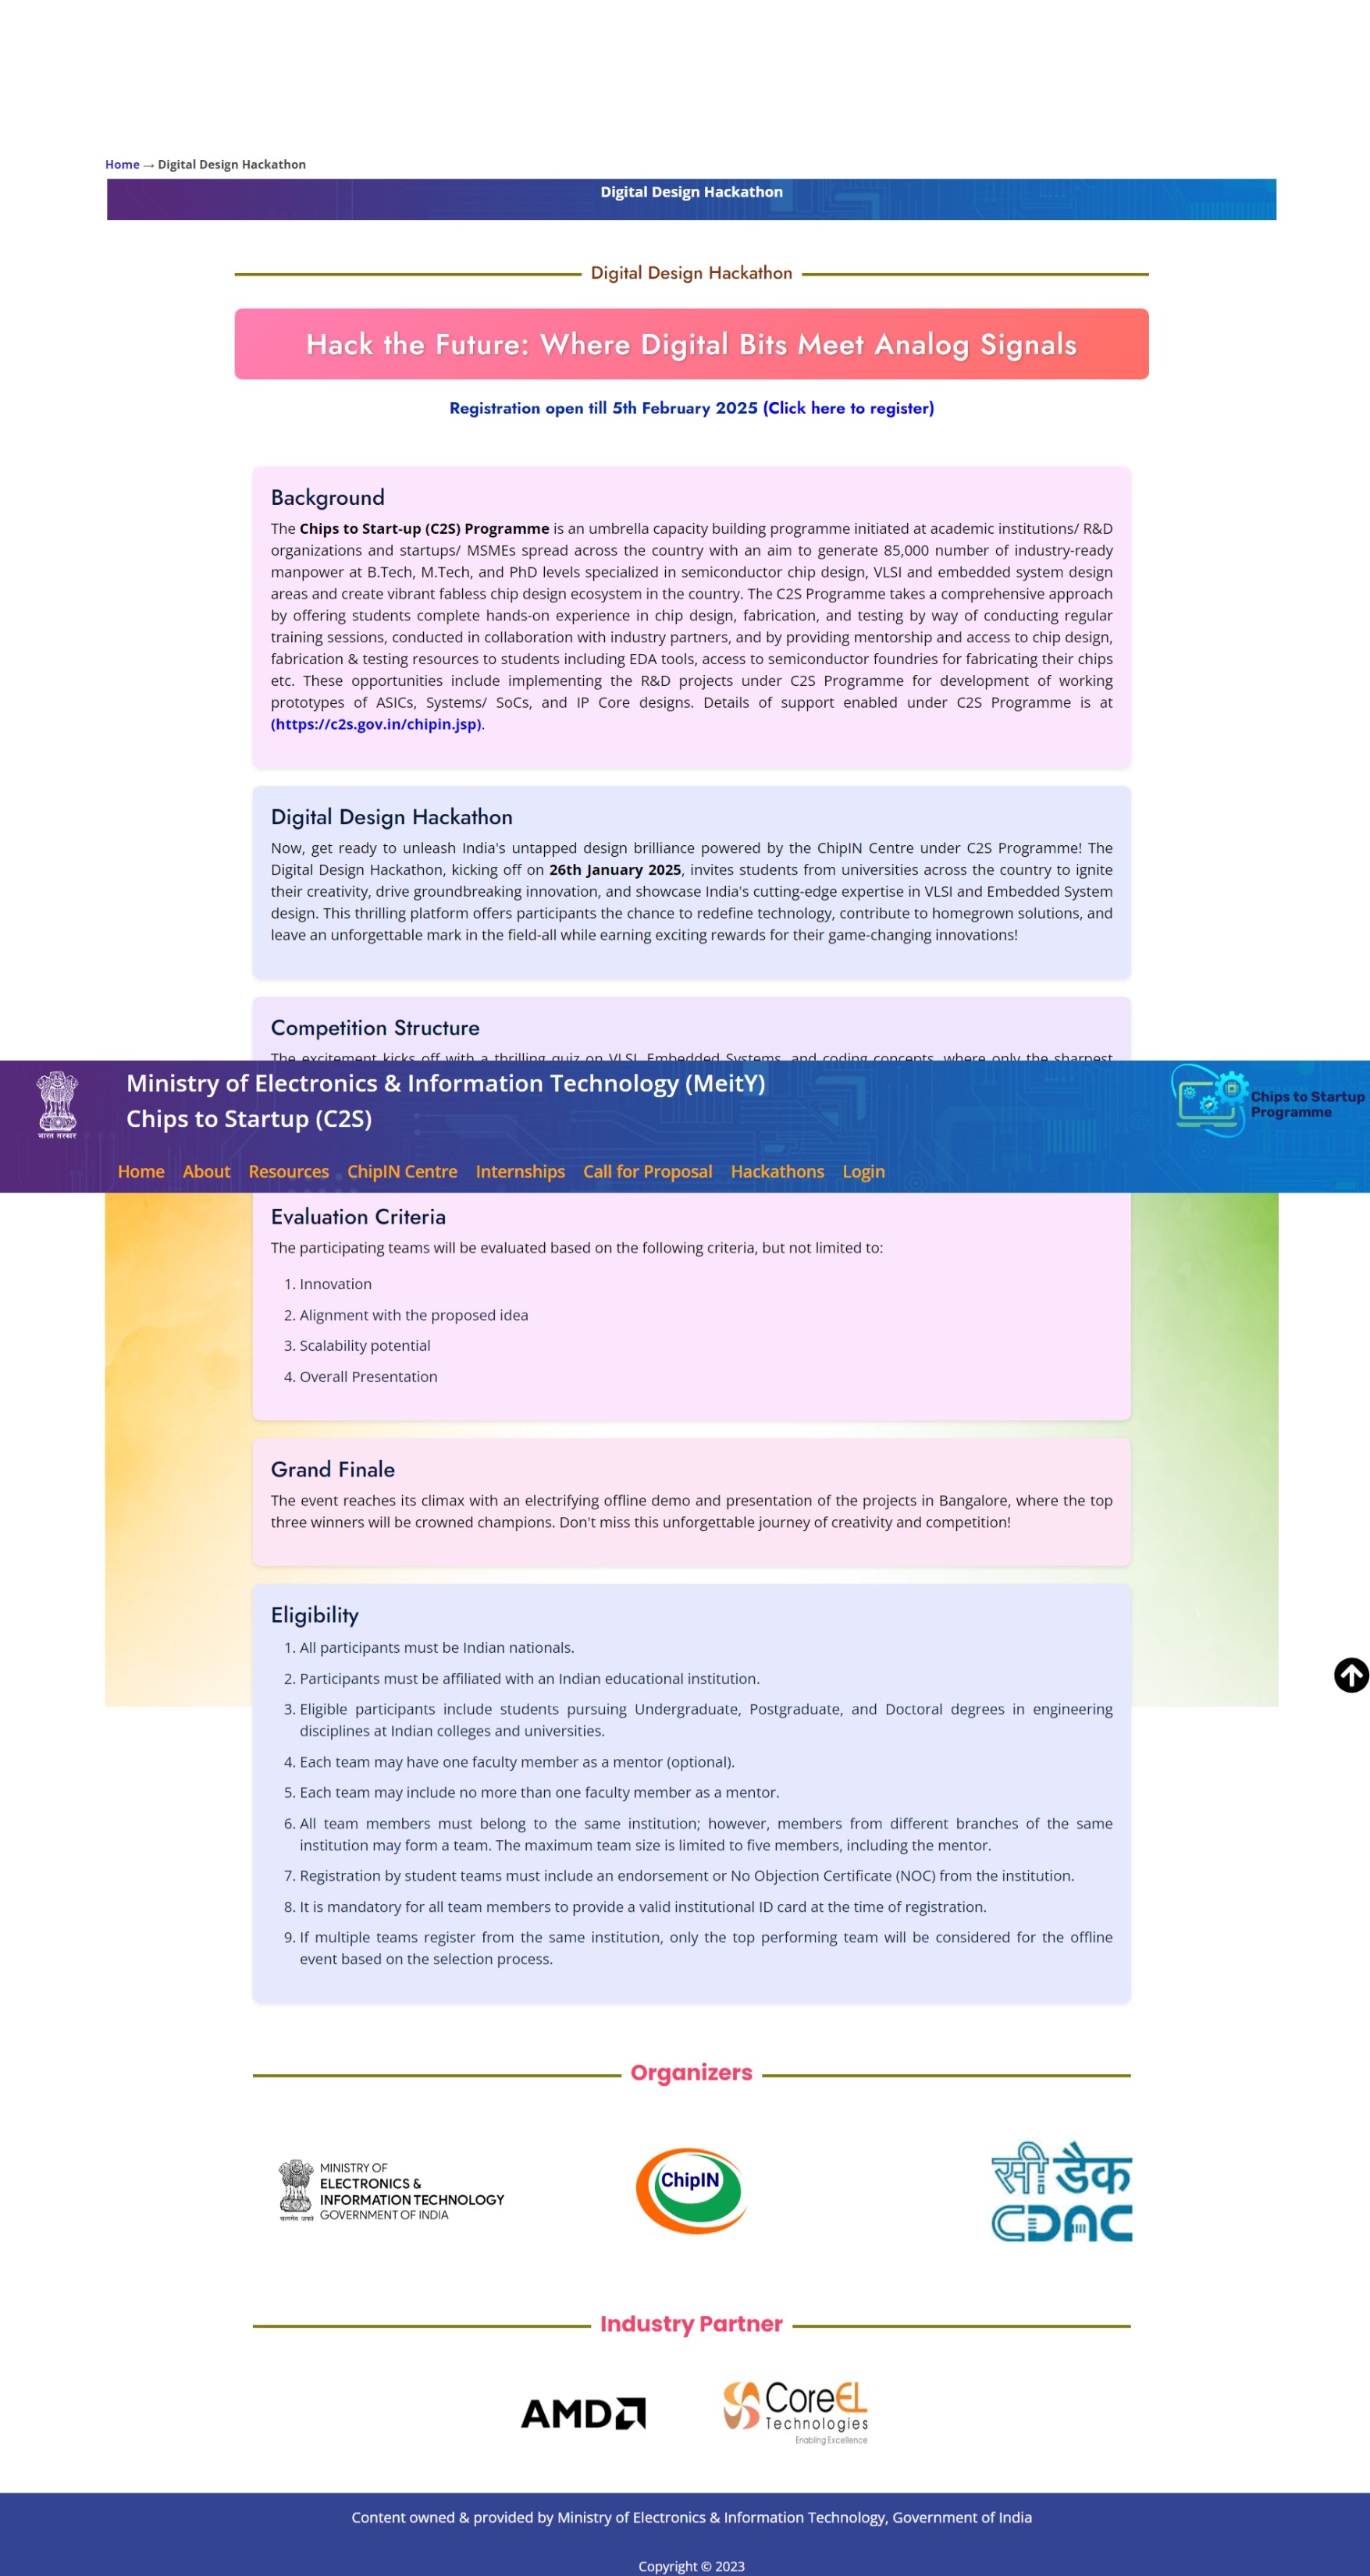 Home → Digital Design Hackathon
Digital Design Hackathon
Digital Design Hackathon
Hack the Future: Where Digital Bits Meet Analog Signals
Registration open till 5th February 2025 (Click here to register)
Background
The Chips to Start-up (C2S) Programme is an umbrella capacity building programme initiated at academic institutions/ R&D
organizations and startups/ MSMEs spread across the country with an aim to generate 85,000 number of industry-ready
manpower at B.Tech, M.Tech, and PhD levels specialized in semiconductor chip design, VLSI and embedded system design
areas and create vibrant fabless chip design ecosystem in the country. The C2S Programme takes a comprehensive approach
by offering students complete hands-on experience in chip design, fabrication, and testing by way of conducting regular
training sessions, conducted in collaboration with industry partners, and by providing mentorship and access to chip design,
fabrication & testing resources to students including EDA tools, access to semiconductor foundries for fabricating their chips
etc. These opportunities include implementing the R&D projects under C2S Programme for development of working
prototypes of ASICs, Systems/ SoCs, and IP Core designs. Details of support enabled under C2S Programme is at
(https://c2s.gov.in/chipin.jsp).
Digital Design Hackathon
Now, get ready to unleash India's untapped design brilliance powered by the ChipIN Centre under C2S Programme! The
Digital Design Hackathon, kicking off on 26th January 2025, invites students from universities across the country to ignite
their creativity, drive groundbreaking innovation, and showcase India's cutting-edge expertise in VLSI and Embedded System
design. This thrilling platform offers participants the chance to redefine technology, contribute to homegrown solutions, and
leave an unforgettable mark in the field-all while earning exciting rewards for their game-changing innovations!
Competition Structure
The excitement kicks off with a thrilling quiz on VLSI, Embedded Systems, and coding concepts, where only the sharpest
भारत सरकार
Ministry of Electronics & Information Technology (MeitY)
Chips to Startup (C2S)
Chips to Startup
Programme
Home About Resources ChipIN Centre Internships Call for Proposal Hackathons Login
Evaluation Criteria
The participating teams will be evaluated based on the following criteria, but not limited to:
1. Innovation
2. Alignment with the proposed idea
3. Scalability potential
4. Overall Presentation
Grand Finale
The event reaches its climax with an electrifying offline demo and presentation of the projects in Bangalore, where the top
three winners will be crowned champions. Don't miss this unforgettable journey of creativity and competition!
Eligibility
1. All participants must be Indian nationals.
2. Participants must be affiliated with an Indian educational institution.
3. Eligible participants include students pursuing Undergraduate, Postgraduate, and Doctoral degrees in engineering
disciplines at Indian colleges and universities.
4. Each team may have one faculty member as a mentor (optional).
5. Each team may include no more than one faculty member as a mentor.
6. All team members must belong to the same institution; however, members from different branches of the same
institution may form a team. The maximum team size is limited to five members, including the mentor.
7. Registration by student teams must include an endorsement or No Objection Certificate (NOC) from the institution.
8. It is mandatory for all team members to provide a valid institutional ID card at the time of registration.
9. If multiple teams register from the same institution, only the top performing team will be considered for the offline
event based on the selection process.
Organizers
MINISTRY OF
ELECTRONICS &
INFORMATION TECHNOLOGY
GOVERNMENT OF INDIA
सत्यमेव जयते
ChipIN
सी डैक
CDAC
Industry Partner
AMD
CoreEL
Technologies
Enabling Excellence
Content owned & provided by Ministry of Electronics & Information Technology, Government of India
Copyright © 2023